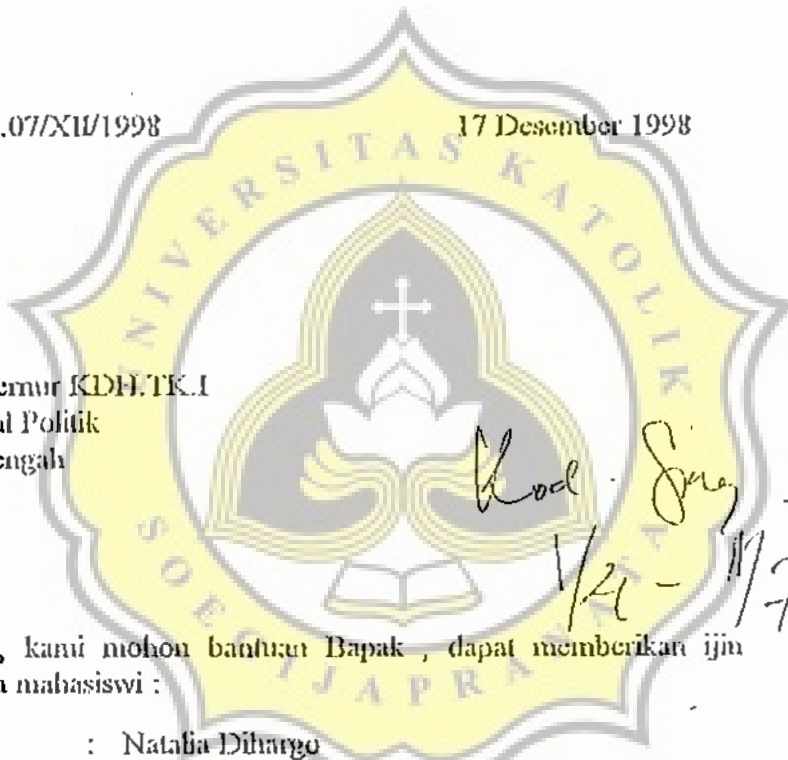 .07/XII/1998 17 Desember 1998
UNIVERSITAS KATOLIK
SOEGIJAPRANATA
ernur KDH.TK.I
al Politik
engah
, kami mohon bantuan Bapak , dapat memberikan ijin
a mahasiswi :
: Natalia Dihargo